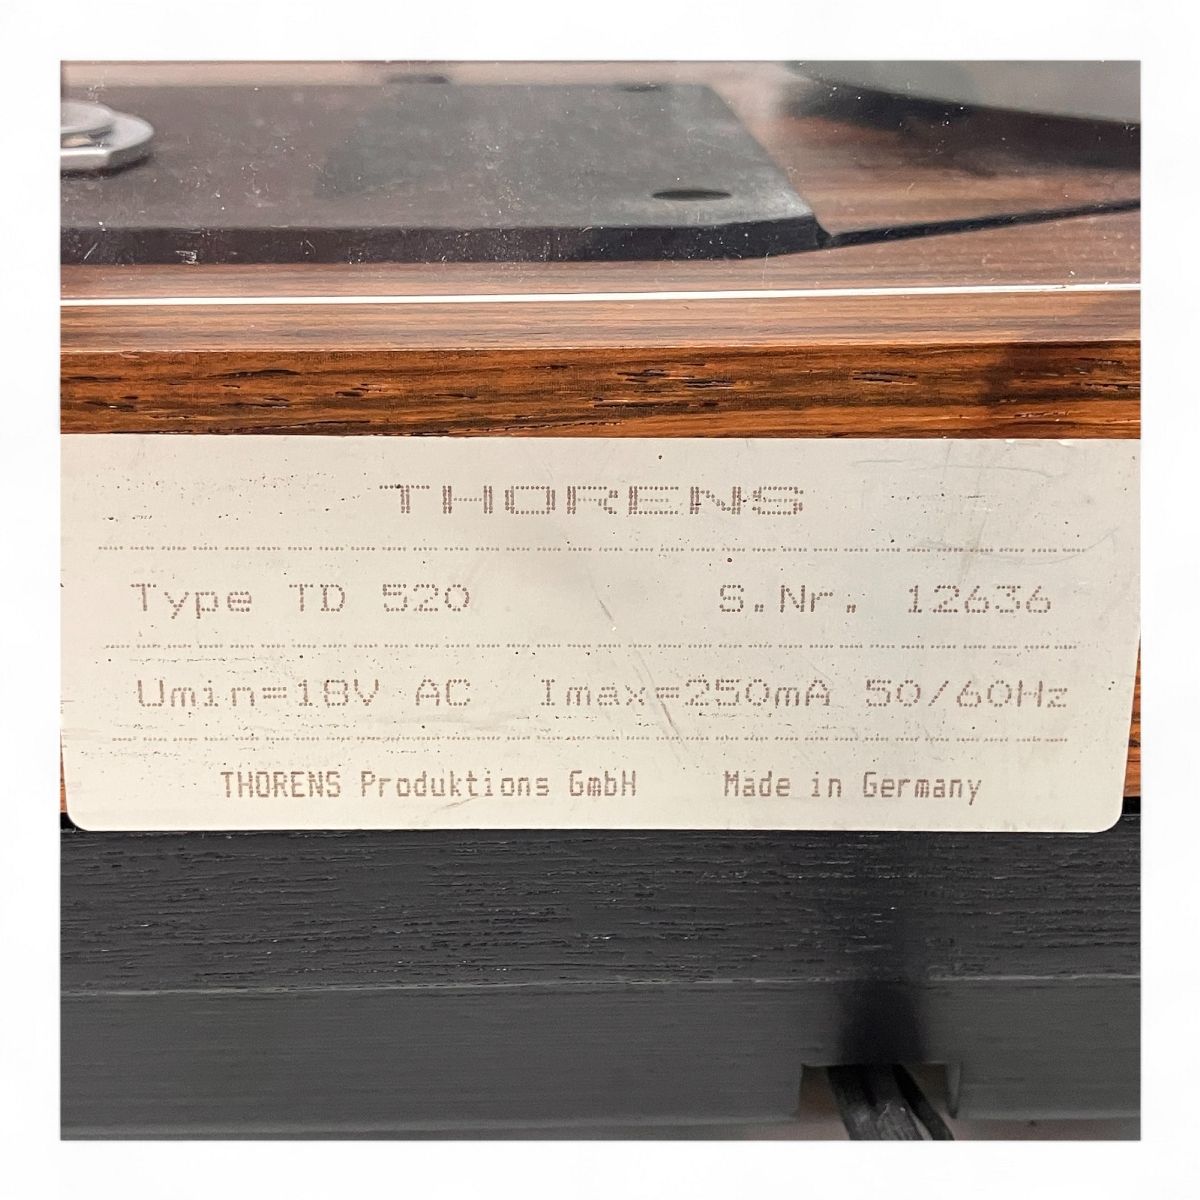 THORENS
Type TD 520 S.Nr. 12636
Umin=18V AC Imax=250mA 50/60Hz
THORENS Produktions GmbH Made in Germany